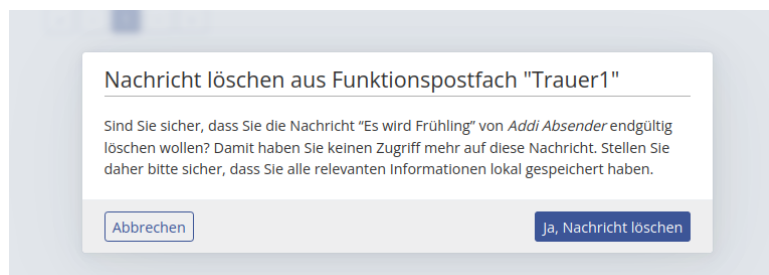 Nachricht löschen aus Funktionspostfach "Trauer1"
Sind Sie sicher, dass Sie die Nachricht “Es wird Frühling” von Addi Absender endgültig
löschen wollen? Damit haben Sie keinen Zugriff mehr auf diese Nachricht. Stellen Sie
daher bitte sicher, dass Sie alle relevanten Informationen lokal gespeichert haben.
Abbrechen
Ja, Nachricht löschen